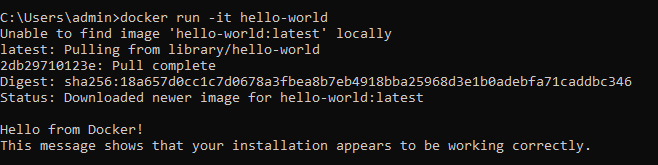 C:\Users\admin>docker run -it hello-world
Unable to find image 'hello-world:latest' locally
latest: Pulling from library/hello-world
2db29710123e: Pull complete
Digest: sha256:18a657d0cc1c7d0678a3fbea8b7eb4918bba25968d3e1b0adebfa71caddbc346
Status: Downloaded newer image for hello-world:latest
Hello from Docker!
This message shows that your installation appears to be working correctly.